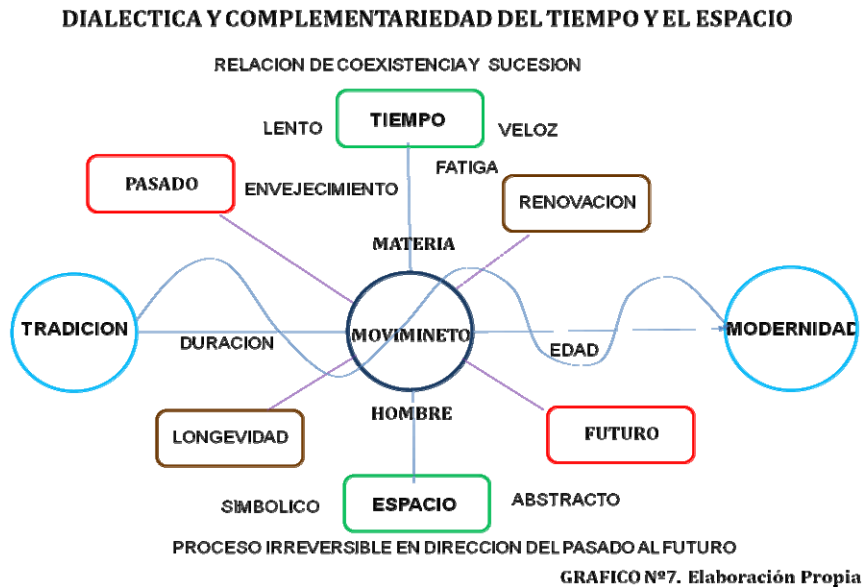 DIALECTICA Y COMPLEMENTARIEDAD DEL TIEMPO Y EL ESPACIO
RELACION DE COEXISTENCIA Y SUCESION
LENTO
TIEMPO
VELOZ
FATIGA
PASADO
ENVEJECIMIENTO
RENOVACION
MATERIA
TRADICION
DURACION
MOVIMINETO
EDAD
MODERNIDAD
HOMBRE
LONGEVIDAD
FUTURO
SIMBOLICO
ESPACIO
ABSTRACTO
PROCESO IRREVERSIBLE EN DIRECCION DEL PASADO AL FUTURO
GRAFICO Nº7. Elaboración Propia